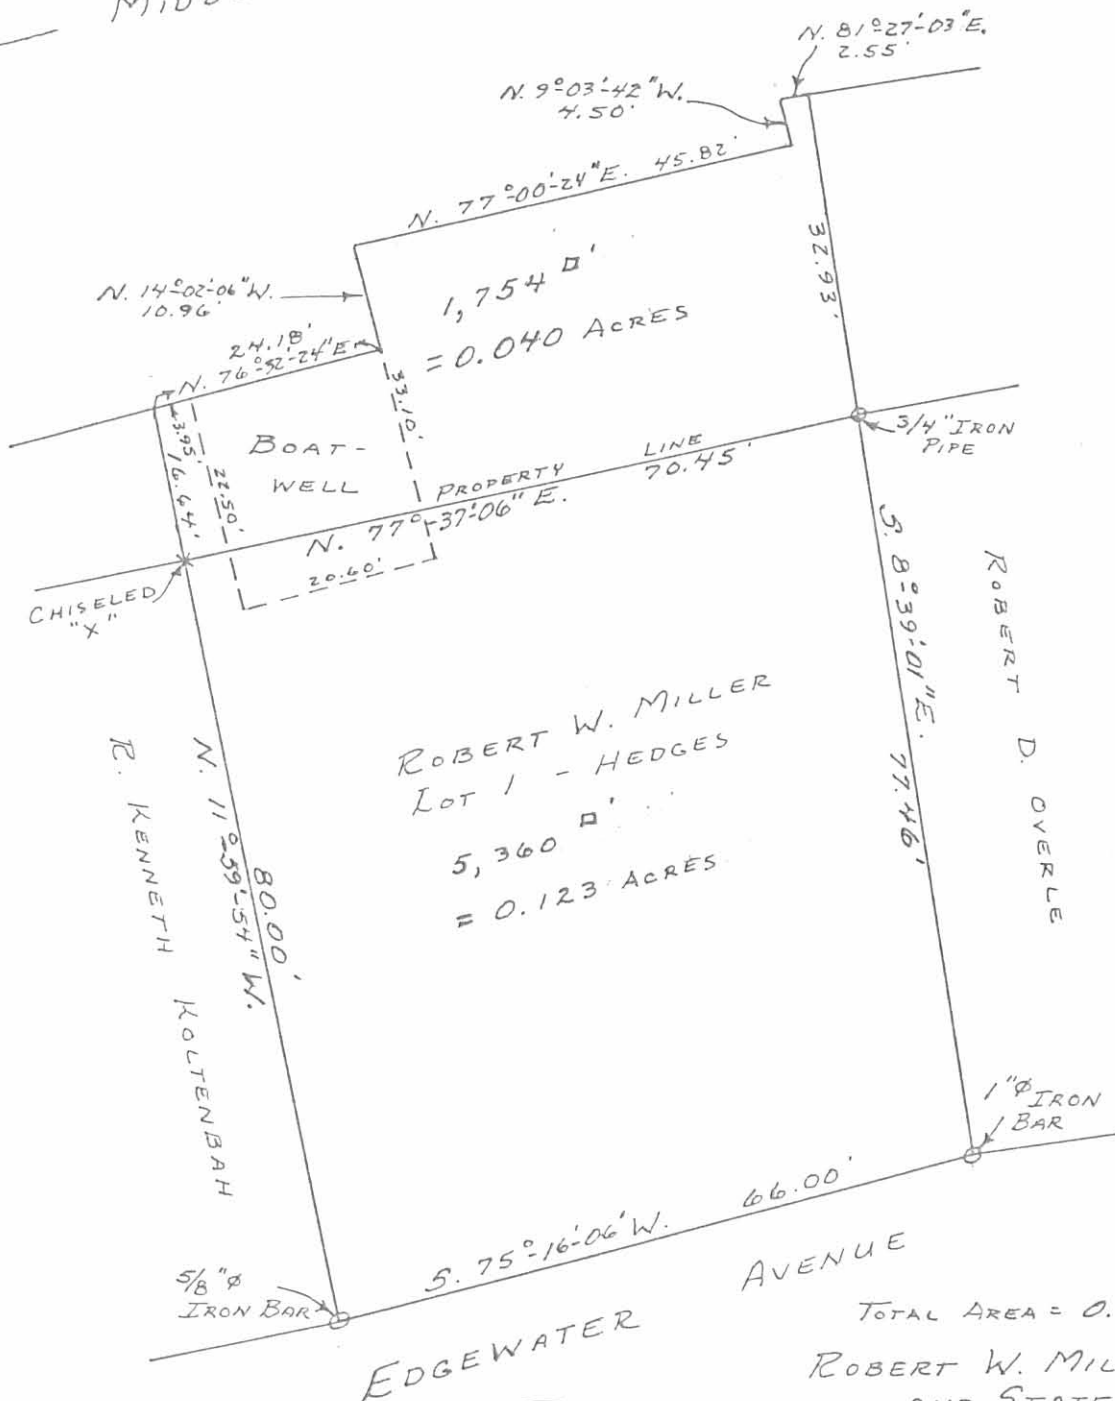 N. 81°-27'-03"E.
2.55'
N. 9°-03'-42"W.
4.50'
N. 77°-00'-24"E. 45.82'
N. 14°-02'-06"W.
10.96'
1,754 □'
= 0.040 ACRES
32.93'
24.18'
N. 76°-52'-24"E
3.95'
16.64'
22.50'
33.10'
BOAT-
WELL
PROPERTY LINE
N. 77°-37'-06" E. 70.45'
20.60'
3/4" IRON
PIPE
CHISELED
"X"
S. 8°-39'-01"E. 77.46'
ROBERT D. OVERLE
ROBERT W. MILLER
LOT 1 - HEDGES
5,360 □'
= 0.123 ACRES
N. 11°-59'-54" W.
80.00'
R. KENNETH KOLTENBAH
1"ø IRON
BAR
S. 75°-16'-06" W. 66.00'
5/8"ø
IRON BAR
EDGEWATER AVENUE
TOTAL AREA = 0.
ROBERT W. MIL